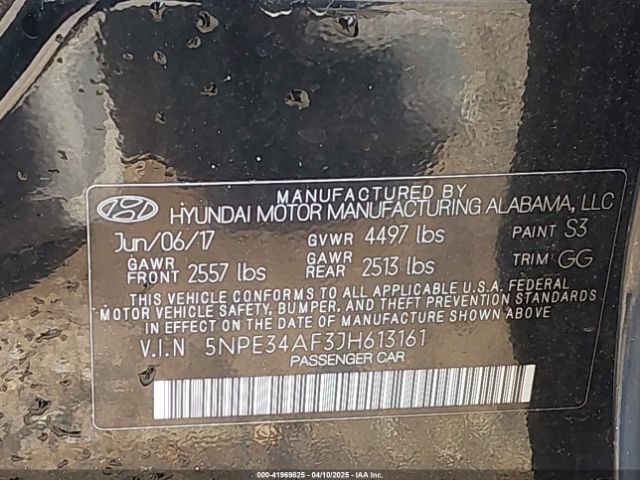 MANUFACTURED BY
HYUNDAI MOTOR MANUFACTURING ALABAMA, LLC
Jun/06/17 GVWR 4497 lbs PAINT S3
GAWR FRONT 2557 lbs GAWR REAR 2513 lbs TRIM GG
THIS VEHICLE CONFORMS TO ALL APPLICABLE U.S.A. FEDERAL
MOTOR VEHICLE SAFETY, BUMPER, AND THEFT PREVENTION STANDARDS
IN EFFECT ON THE DATE OF MANUFACTURE SHOWN ABOVE.
V.I.N 5NPE34AF3JH613161
PASSENGER CAR
000-41969825 - 04/10/2025 - IAA Inc.